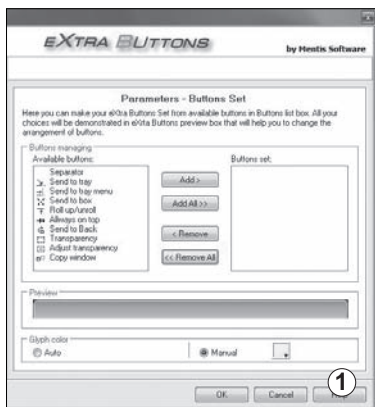 EXTRA BUTTONS
by Mentis Software
Parameters - Buttons Set
Here you can make your eXtra Buttons Set from available buttons in Buttons list box. All your
choices will be demonstrated in eXtra Buttons preview box that will help you to change the
arrangement of buttons.
Buttons managing
Available buttons:
Buttons set:
Separator
Send to tray
Send to tray menu
Send to box
Roll up/unroll
Allways on top
Send to Back
Transparency
Adjust transparency
Copy window
Add >
Add All >>
< Remove
<< Remove All
Preview
Glyph color
Auto
Manual
OK
Cancel
1